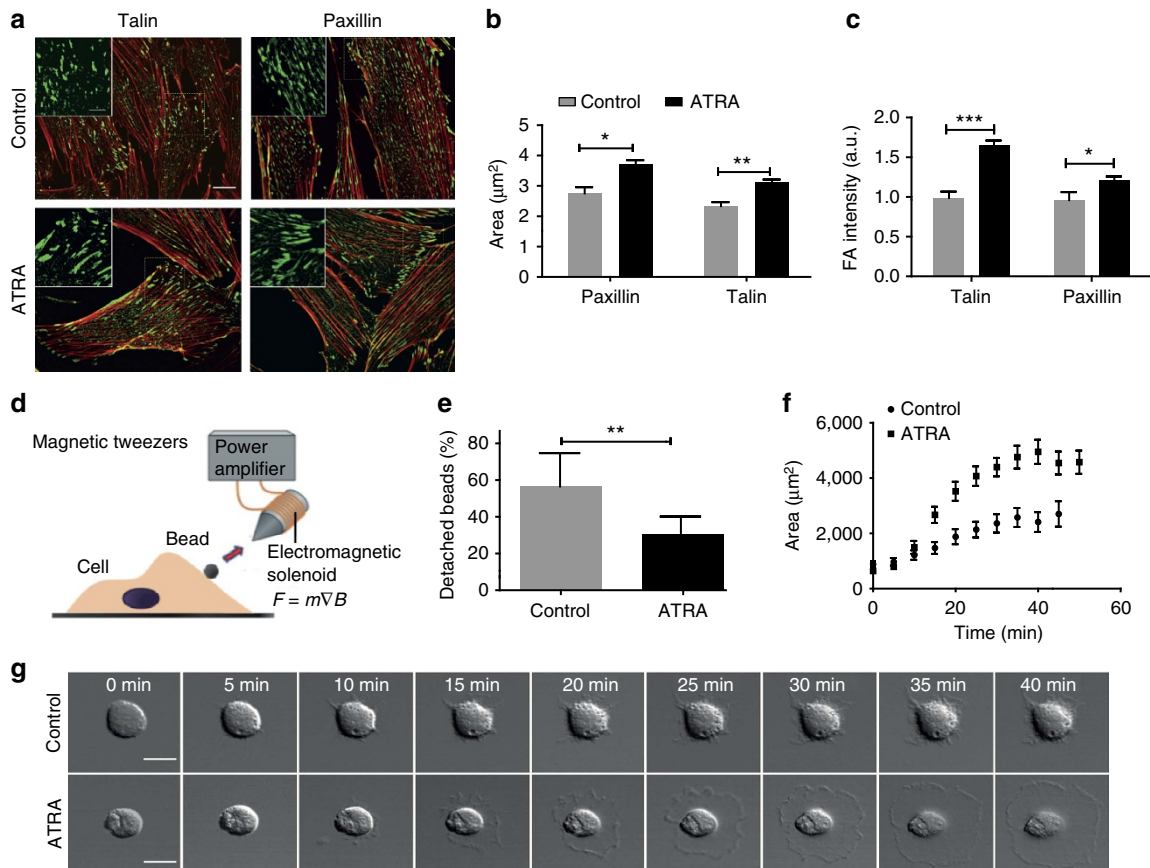 a
Talin
Paxillin
Control
ATRA
b
Control
ATRA
Area (μm²)
5
4
3
2
1
0
*
**
Paxillin
Talin
c
FA intensity (a.u.)
2.0
1.5
1.0
0.5
0.0
***
*
Talin
Paxillin
d
Magnetic tweezers
Power
amplifier
Bead
Cell
Electromagnetic
solenoid
F = m∇B
e
Detached beads (%)
80
60
40
20
0
**
Control
ATRA
f
Control
ATRA
Area (μm²)
6,000
4,000
2,000
0
0
20
40
60
Time (min)
g
0 min
5 min
10 min
15 min
20 min
25 min
30 min
35 min
40 min
Control
ATRA